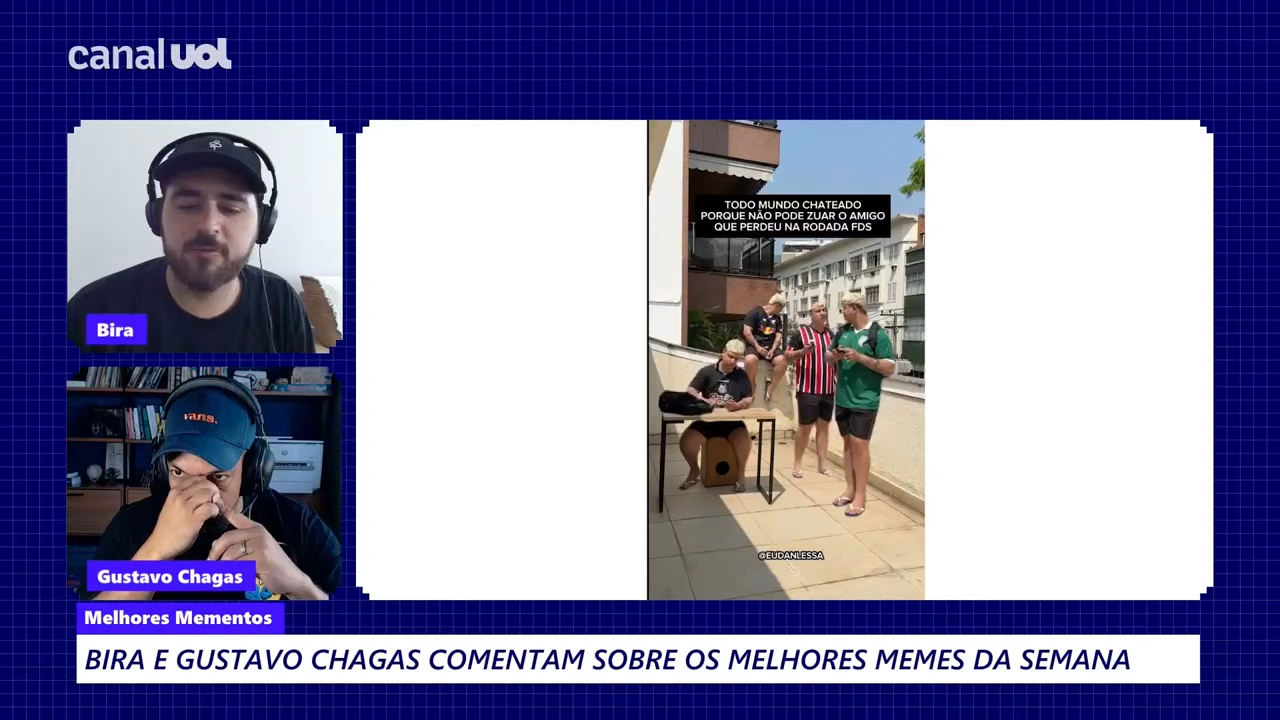 canal uol
TODO MUNDO CHATEADO
PORQUE NÃO PODE ZUAR O AMIGO
QUE PERDEU NA RODADA FDS
Bira
vans.
@EUDANLESSA
Gustavo Chagas
Melhores Mementos
BIRA E GUSTAVO CHAGAS COMENTAM SOBRE OS MELHORES MEMES DA SEMANA